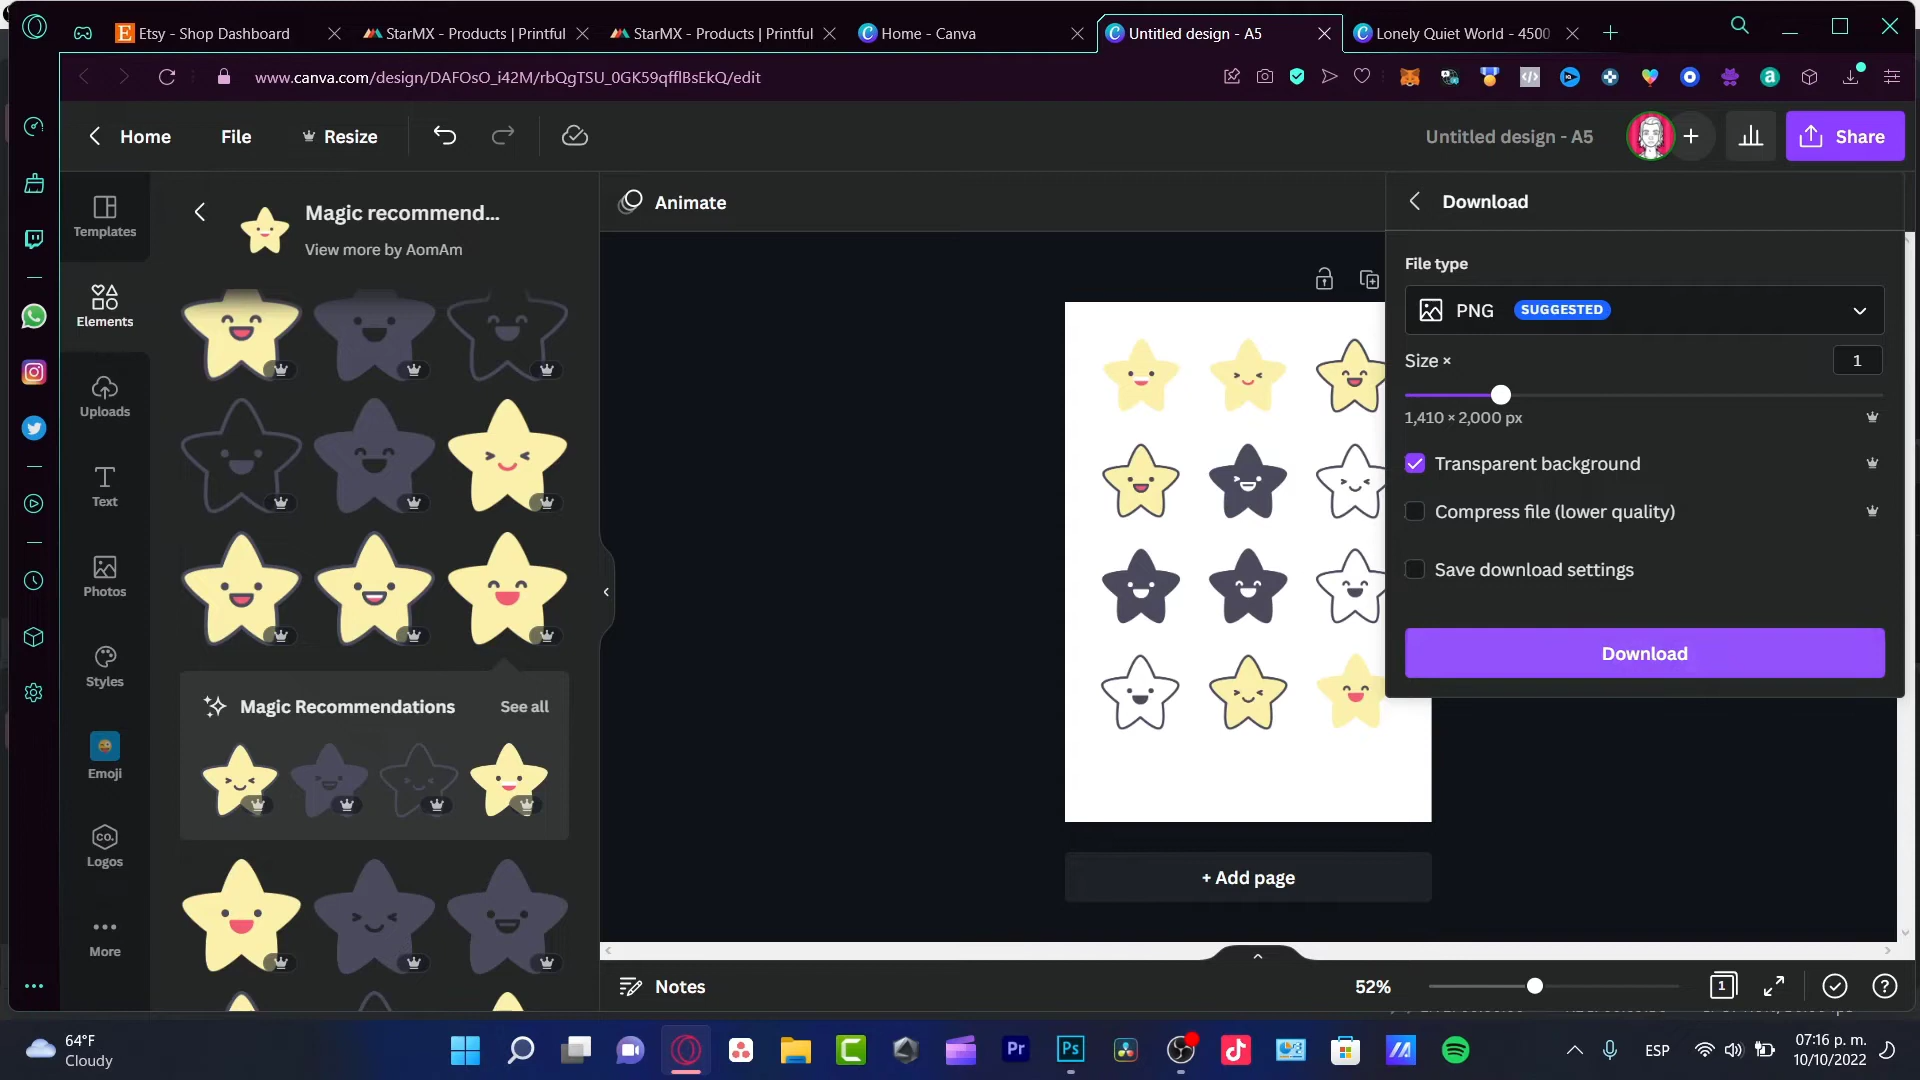 Etsy - Shop Dashboard
StarMX - Products | Printful
StarMX - Products | Printful
Home - Canva
Untitled design - A5
Lonely Quiet World - 4500
www.canva.com/design/DAFOsO_i42M/rbQgTSU_0GK59qfflBsEkQ/edit
Home
File
Resize
Untitled design - A5
Share
Templates
Elements
Uploads
Text
Photos
Styles
Emoji
CO.
Logos
More
Magic recommend...
View more by AomAm
Magic Recommendations
See all
Animate
Download
File type
PNG
SUGGESTED
Size ×
1
1,410 × 2,000 px
Transparent background
Compress file (lower quality)
Save download settings
Download
+ Add page
Notes
52%
1
64°F
Cloudy
Pr
Ps
ESP
07:16 p. m.
10/10/2022